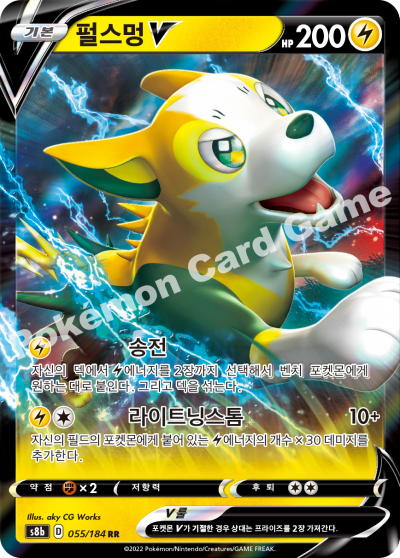 기본 펄스멍 V HP 200
Pokémon Card Game
송전
자신의 덱에서 에너지를 2장까지 선택해서 벤치 포켓몬에게
원하는 대로 붙인다. 그리고 덱을 섞는다.
라이트닝스톰 10+
자신의 필드의 포켓몬에게 붙어 있는 에너지의 개수×30 데미지를
추가한다.
약점 ×2 저항력 후퇴
Illus. aky CG Works
V룰
포켓몬 V가 기절한 경우 상대는 프라이즈를 2장 가져간다.
s8b D 055/184 RR
©2022 Pokémon/Nintendo/Creatures/GAME FREAK.